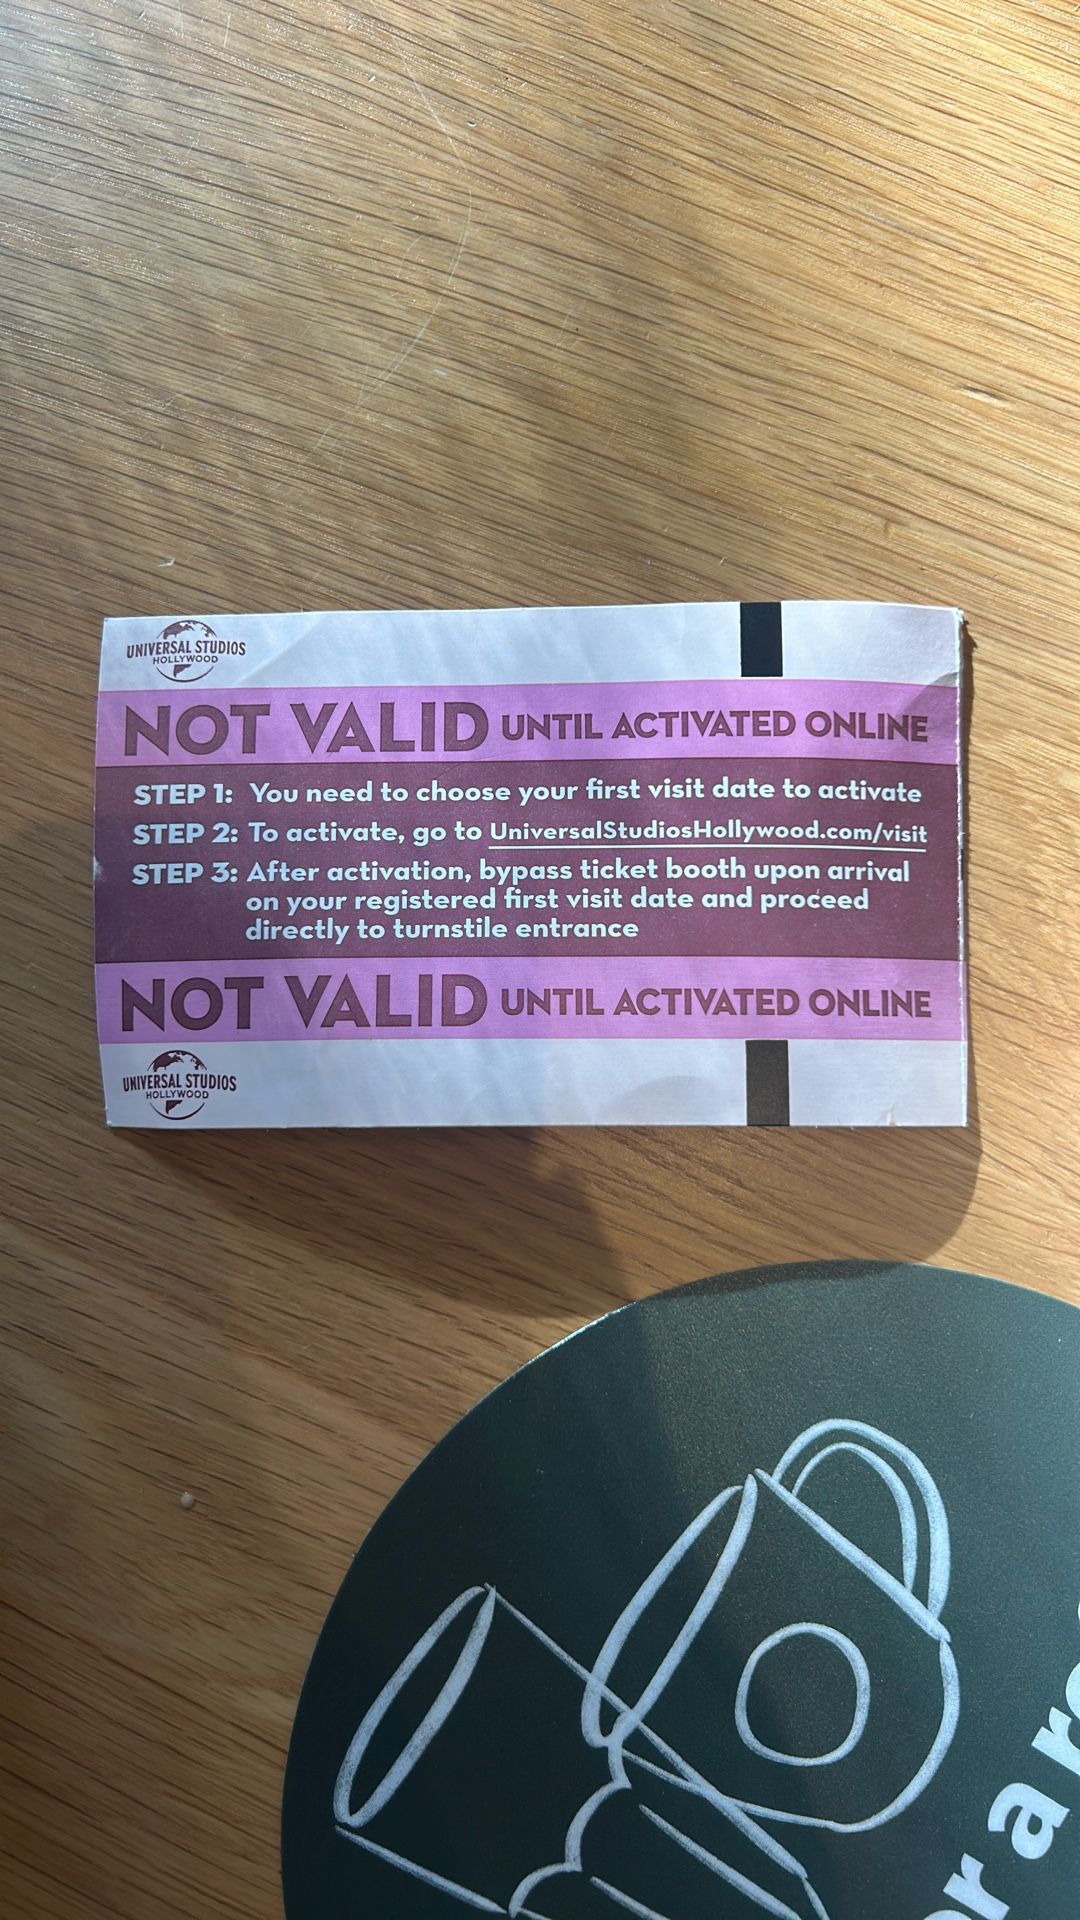 UNIVERSAL STUDIOS
HOLLYWOOD
NOT VALID UNTIL ACTIVATED ONLINE
STEP 1: You need to choose your first visit date to activate
STEP 2: To activate, go to UniversalStudiosHollywood.com/visit
STEP 3: After activation, bypass ticket booth upon arrival
on your registered first visit date and proceed
directly to turnstile entrance
NOT VALID UNTIL ACTIVATED ONLINE
UNIVERSAL STUDIOS
HOLLYWOOD
a